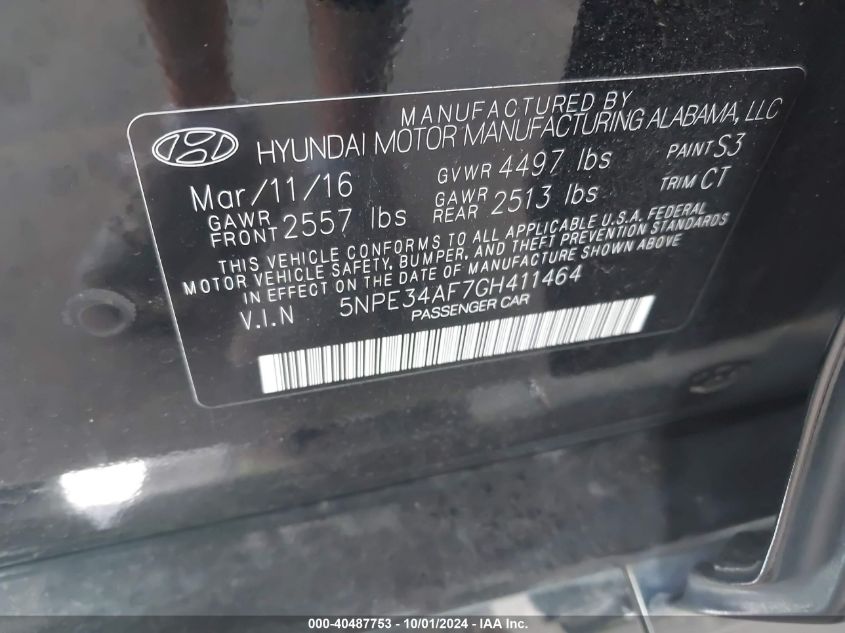 MANUFACTURED BY
HYUNDAI MOTOR MANUFACTURING ALABAMA, LLC
Mar/11/16 GVWR 4497 lbs PAINT S3
GAWR FRONT 2557 lbs GAWR REAR 2513 lbs TRIM CT
THIS VEHICLE CONFORMS TO ALL APPLICABLE U.S.A. FEDERAL
MOTOR VEHICLE SAFETY, BUMPER, AND THEFT PREVENTION STANDARDS
IN EFFECT ON THE DATE OF MANUFACTURE SHOWN ABOVE
V.I.N 5NPE34AF7GH411464
PASSENGER CAR
000-40487753 - 10/01/2024 - IAA Inc.